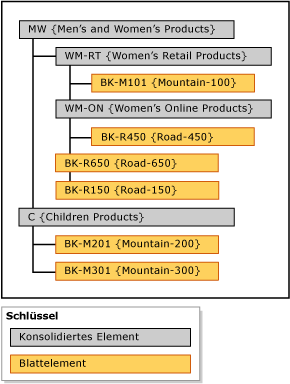 MW {Men's and Women's Products}
WM-RT {Women's Retail Products}
BK-M101 {Mountain-100}
WM-ON {Women's Online Products}
BK-R450 {Road-450}
BK-R650 {Road-650}
BK-R150 {Road-150}
C {Children Products}
BK-M201 {Mountain-200}
BK-M301 {Mountain-300}
Schlüssel
Konsolidiertes Element
Blattelement